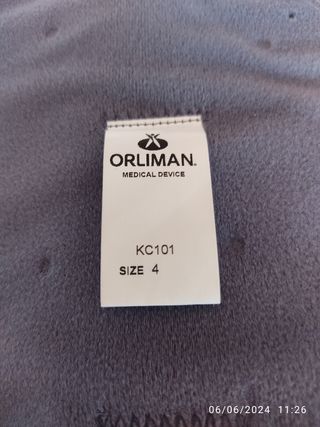 ORLIMAN.
MEDICAL DEVICE
KC101
SIZE 4
06/06/2024 11:26